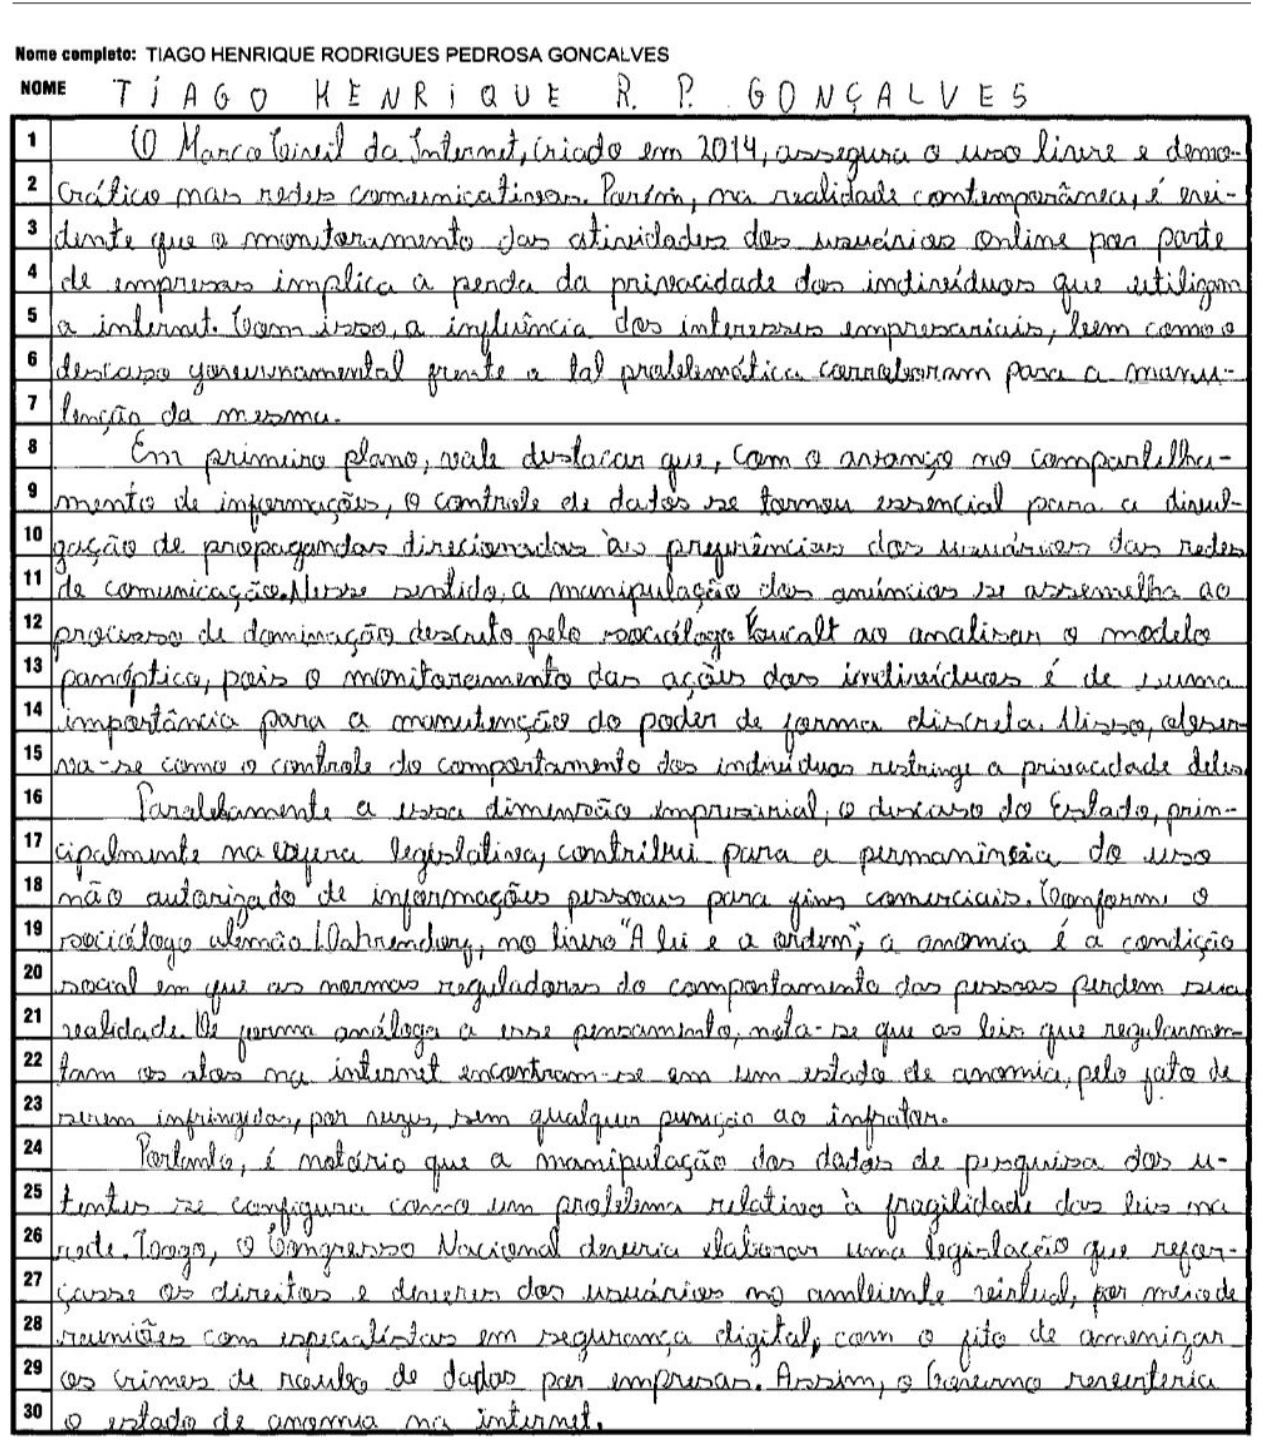 Nome completo: TIAGO HENRIQUE RODRIGUES PEDROSA GONCALVES
NOME TIAGO HENRIQUE R. P. GONÇALVES
1 O Marco Civil da Internet, criado em 2014, assegura o uso livre e demo-
2 crático nas redes comunicativas. Porém, na realidade contemporânea, é evi-
3 dente que o monitoramento das atividades dos usuários online por parte
4 de empresas implica a perda da privacidade dos indivíduos que utilizam
5 a internet. Com isso, a influência dos interesses empresariais, bem como o
6 descaso governamental frente a tal problemática corroboram para a manu-
7 tenção da mesma.
8 Em primeiro plano, vale destacar que, com o avanço no compartilha-
9 mento de informações, o controle de dados se tornou essencial para a divul-
10 gação de propagandas direcionadas às preferências dos usuários das redes
11 de comunicação. Nesse sentido, a manipulação dos anúncios se assemelha ao
12 processo de dominação descrito pelo sociólogo Foucalt ao analisar o modelo
13 panóptico, pois o monitoramento das ações dos indivíduos é de suma
14 importância para a manutenção do poder de forma discreta. Nisso, obser-
15 va-se como o controle do comportamento dos indivíduos restringe a privacidade deles.
16 Paralelamente a essa dimensão empresarial, o descaso do Estado, prin-
17 cipalmente na esfera legislativa, contribui para a permanência do uso
18 não autorizado de informações pessoais para fins comerciais. Conforme o
19 sociólogo alemão Dahrendorf, no livro "A lei e a ordem", a anomia é a condição
20 social em que as normas reguladoras do comportamento das pessoas perdem sua
21 realidade. De forma análoga a esse pensamento, nota-se que as leis que regulamen-
22 tam os atos na internet encontram-se em um estado de anomia, pelo fato de
23 serem infringidas, por vezes, sem qualquer punição ao infrator.
24 Portanto, é notório que a manipulação dos dados de pesquisa dos u-
25 tentes se configura como um problema relativo à fragilidade das leis na
26 rede. Logo, o Congresso Nacional deveria elaborar uma legislação que refor-
27 çasse os direitos e deveres dos usuários no ambiente virtual, por meio de
28 reuniões com especialistas em segurança digital, com o fito de amenizar
29 os crimes de roubo de dados por empresas. Assim, o Governo reverteria
30 o estado de anomia na internet.